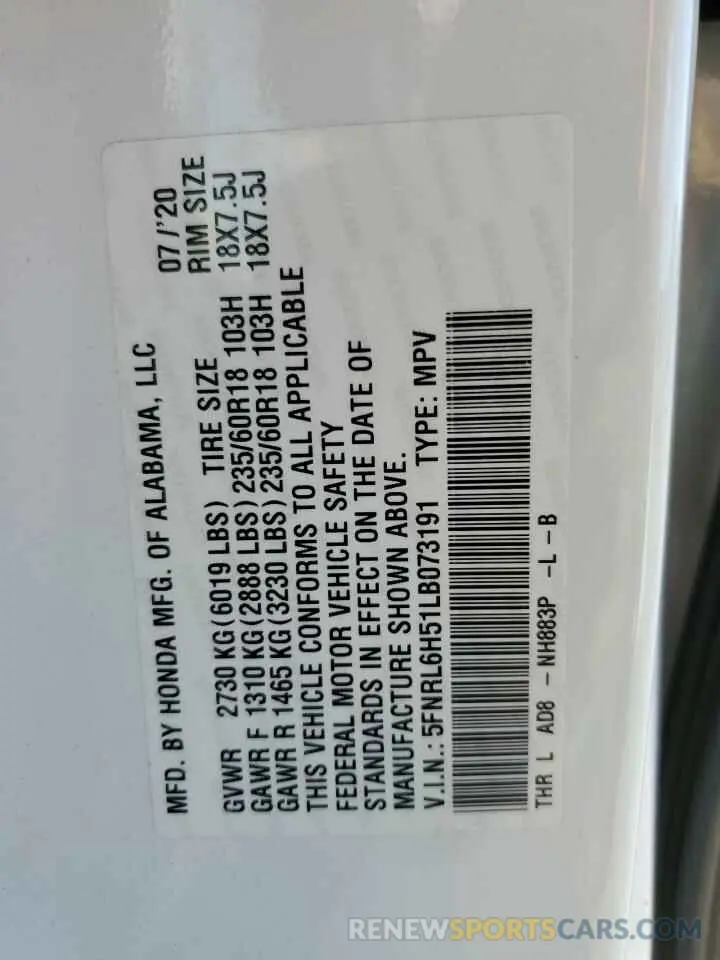 MFD. BY HONDA MFG. OF ALABAMA, LLC 07/'20
GVWR 2730 KG(6019 LBS) TIRE SIZE RIM SIZE
GAWR F 1310 KG(2888 LBS)235/60R18 103H 18X7.5J
GAWR R 1465 KG(3230 LBS)235/60R18 103H 18X7.5J
THIS VEHICLE CONFORMS TO ALL APPLICABLE
FEDERAL MOTOR VEHICLE SAFETY
STANDARDS IN EFFECT ON THE DATE OF
MANUFACTURE SHOWN ABOVE.
V.I.N.: 5FNRL6H51LB073191 TYPE: MPV
THR L AD8 -NH883P -L-B
RENEWSPORTSCARS.COM